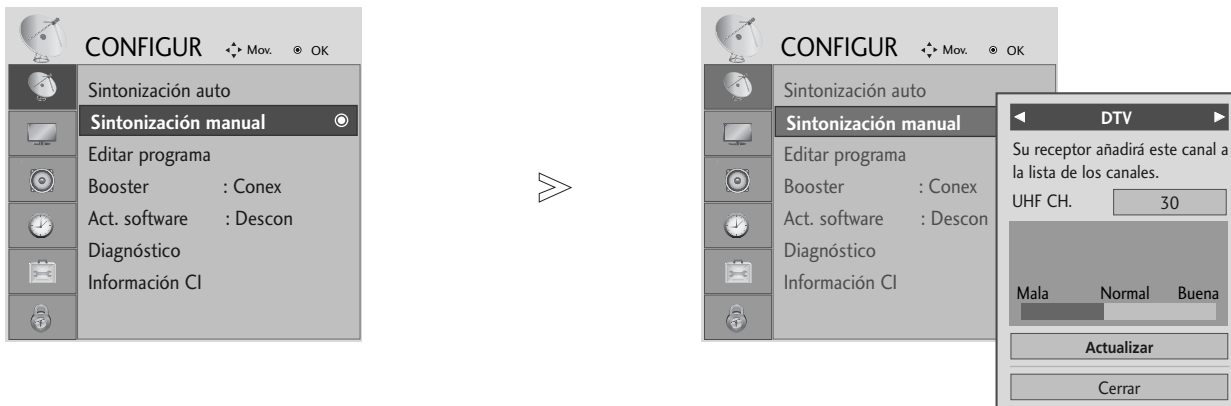 CONFIGUR Mov. OK
Sintonización auto
Sintonización manual
Editar programa
Booster : Conex
Act. software : Descon
Diagnóstico
Información CI
CONFIGUR Mov. OK
Sintonización auto
Sintonización manual
Editar programa
Booster : Conex
Act. software : Descon
Diagnóstico
Información CI
DTV
Su receptor añadirá este canal a
la lista de los canales.
UHF CH. 30
Mala Normal Buena
Actualizar
Cerrar